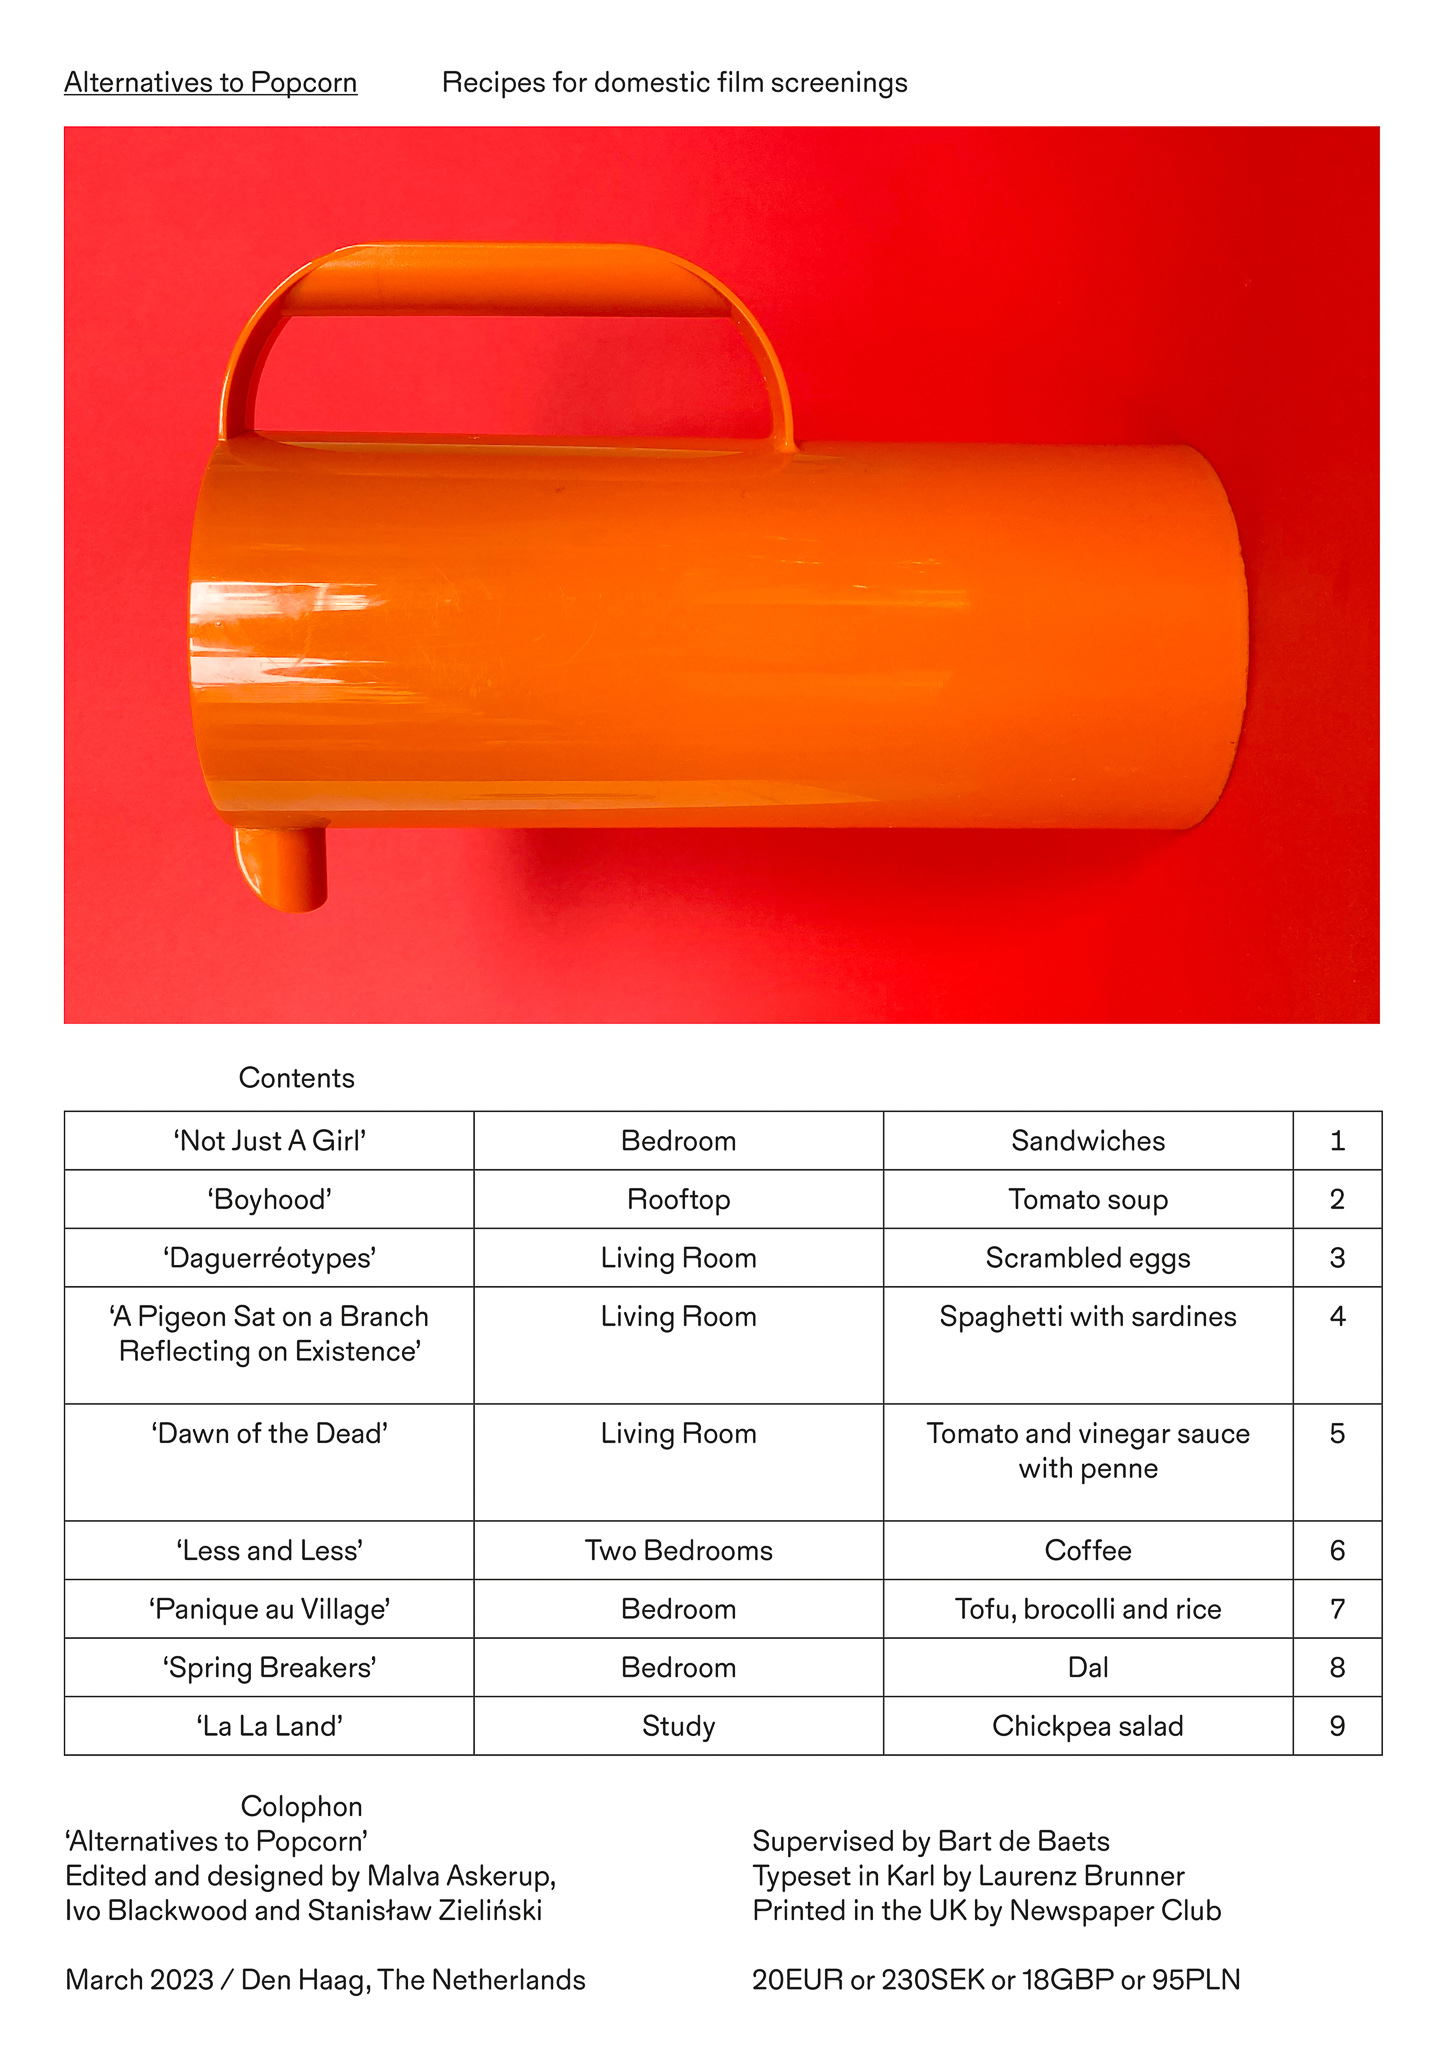 Alternatives to Popcorn Recipes for domestic film screenings
Contents
‘Not Just A Girl’ Bedroom Sandwiches 1
‘Boyhood’ Rooftop Tomato soup 2
‘Daguerréotypes’ Living Room Scrambled eggs 3
‘A Pigeon Sat on a Branch Living Room Spaghetti with sardines 4
Reflecting on Existence’
‘Dawn of the Dead’ Living Room Tomato and vinegar sauce 5
with penne
‘Less and Less’ Two Bedrooms Coffee 6
‘Panique au Village’ Bedroom Tofu, brocolli and rice 7
‘Spring Breakers’ Bedroom Dal 8
‘La La Land’ Study Chickpea salad 9
Colophon
‘Alternatives to Popcorn’
Edited and designed by Malva Askerup,
Ivo Blackwood and Stanisław Zieliński
March 2023 / Den Haag, The Netherlands
Supervised by Bart de Baets
Typeset in Karl by Laurenz Brunner
Printed in the UK by Newspaper Club
20EUR or 230SEK or 18GBP or 95PLN